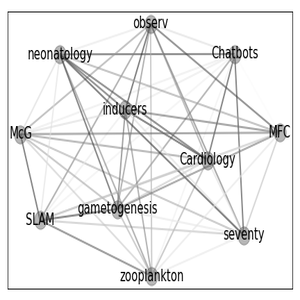 observ
neonatology
Chatbots
inducers
McG
MFC
Cardiology
gametogenesis
SLAM
seventy
zooplankton